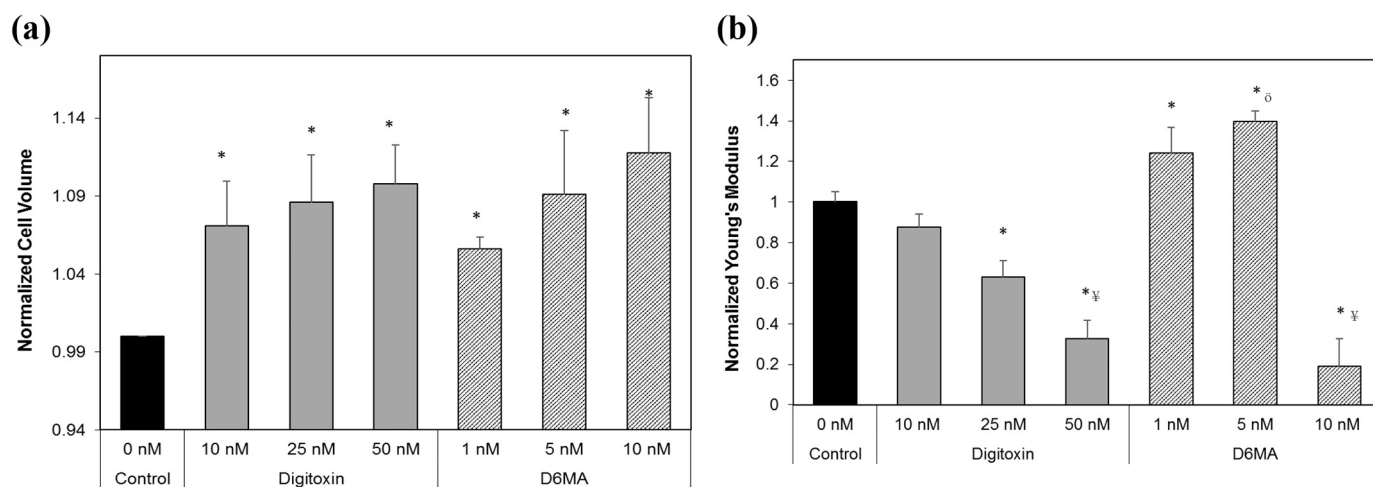 (a)
Normalized Cell Volume
1.14
1.09
1.04
0.99
0.94
*
*
*
*
*
*
0 nM 10 nM 25 nM 50 nM 1 nM 5 nM 10 nM
Control Digitoxin D6MA
(b)
Normalized Young's Modulus
1.6
1.4
1.2
1
0.8
0.6
0.4
0.2
0
*
*¥
*
*ö
*¥
0 nM 10 nM 25 nM 50 nM 1 nM 5 nM 10 nM
Control Digitoxin D6MA